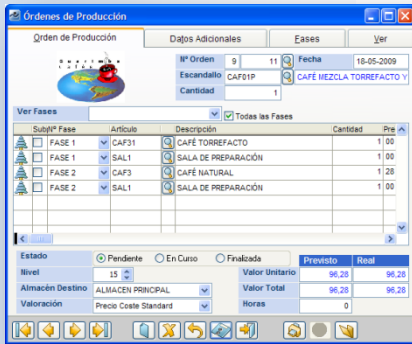 Órdenes de Producción
Orden de Producción Datos Adicionales Fases Ver
Nº Orden 9 11 Fecha 18-05-2009
Escandallo CAF01P CAFÉ MEZCLA TORREFACTO Y
Cantidad 1
Ver Fases Todas las Fases
Sub Nº Fase Artículo Descripción Cantidad Pre
FASE 1 CAF31 CAFÉ TORREFACTO 1 00
FASE 1 SAL1 SALA DE PREPARACIÓN 1 00
FASE 2 CAF3 CAFÉ NATURAL 1 28
FASE 2 SAL1 SALA DE PREPARACIÓN 1 00
Estado Pendiente En Curso Finalizada Previsto Real
Nivel 15 Valor Unitario 96,28 96,28
Almacén Destino ALMACEN PRINCIPAL Valor Total 96,28 96,28
Valoración Precio Coste Standard Horas 0